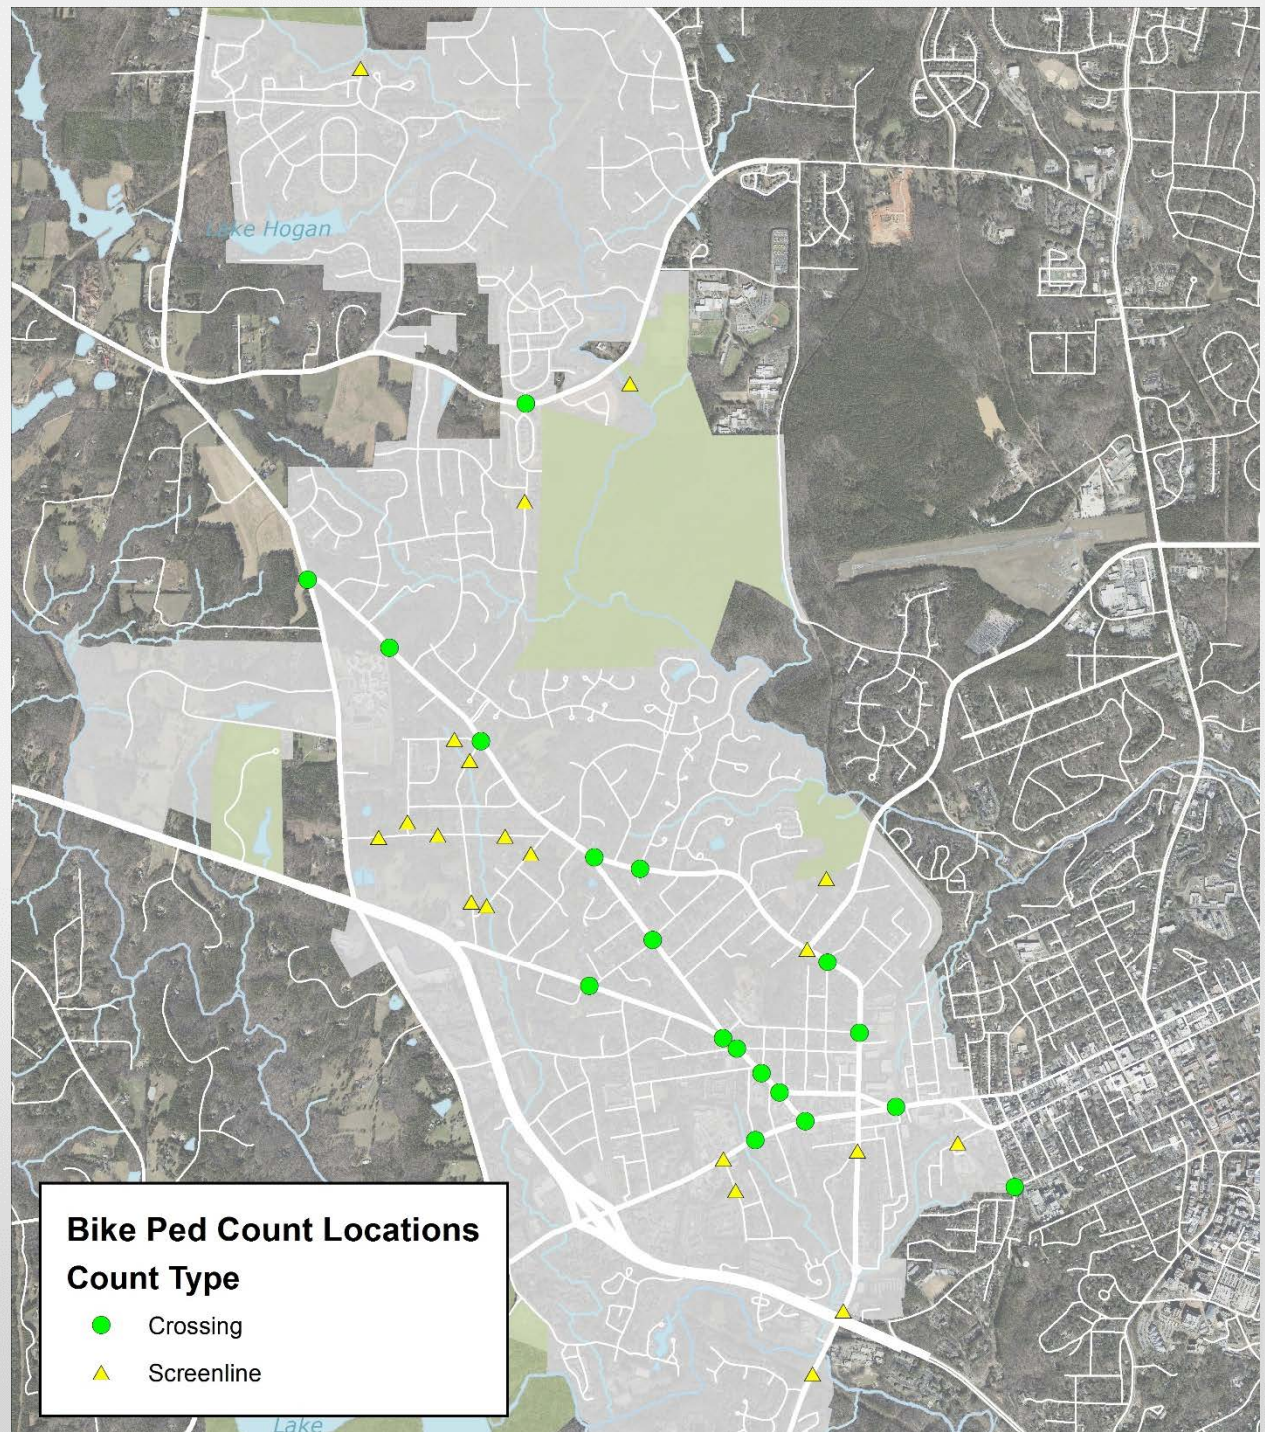 Lake Hogan
Bike Ped Count Locations
Count Type
Crossing
Screenline
Lake